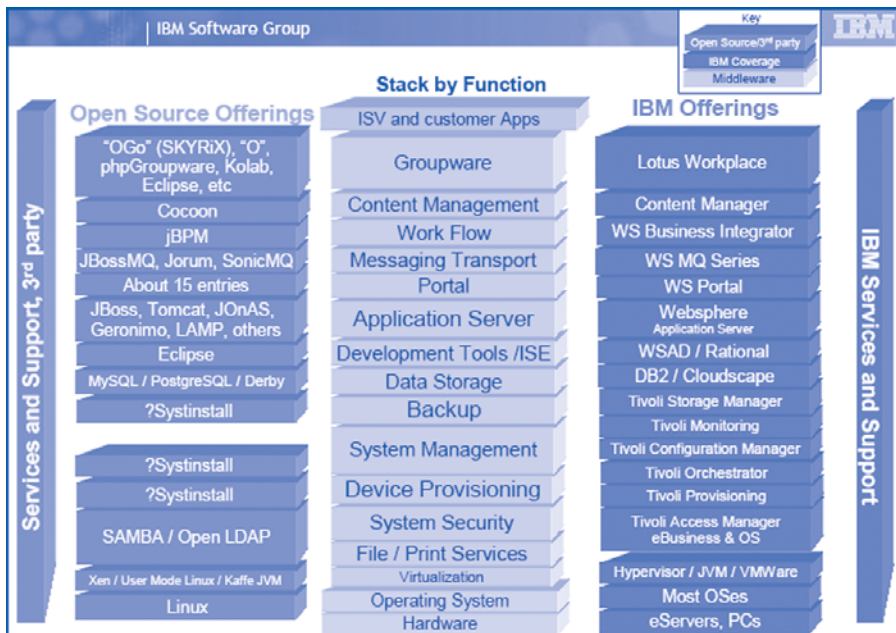 IBM Software Group
Key
Open Source/3rd party
IBM Coverage
Middleware
IBM
Stack by Function
Open Source Offerings
IBM Offerings
Services and Support, 3rd party
"OGo" (SKYRiX), "O",
phpGroupware, Kolab,
Eclipse, etc
Cocoon
jBPM
JBossMQ, Jorum, SonicMQ
About 15 entries
JBoss, Tomcat, JOnAS,
Geronimo, LAMP, others
Eclipse
MySQL / PostgreSQL / Derby
?Systinstall
?Systinstall
?Systinstall
SAMBA / Open LDAP
Xen / User Mode Linux / Kaffe JVM
Linux
ISV and customer Apps
Groupware
Content Management
Work Flow
Messaging Transport
Portal
Application Server
Development Tools /ISE
Data Storage
Backup
System Management
Device Provisioning
System Security
File / Print Services
Virtualization
Operating System
Hardware
Lotus Workplace
Content Manager
WS Business Integrator
WS MQ Series
WS Portal
Websphere
Application Server
WSAD / Rational
DB2 / Cloudscape
Tivoli Storage Manager
Tivoli Monitoring
Tivoli Configuration Manager
Tivoli Orchestrator
Tivoli Provisioning
Tivoli Access Manager
eBusiness & OS
Hypervisor / JVM / VMWare
Most OSes
eServers, PCs
IBM Services and Support